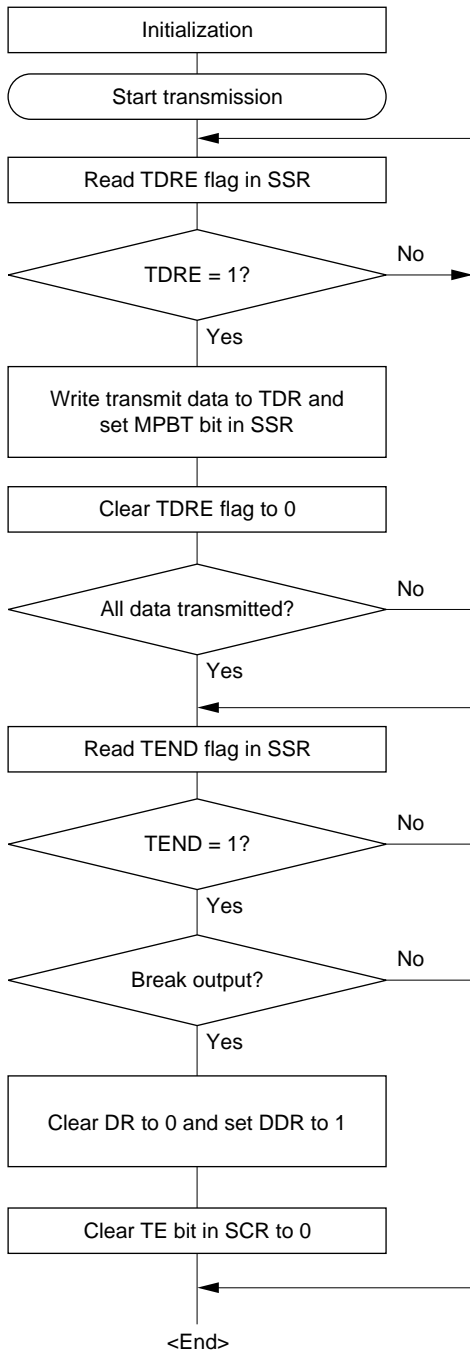 Initialization
Start transmission
Read TDRE flag in SSR
TDRE = 1?
No
Yes
Write transmit data to TDR and
set MPBT bit in SSR
Clear TDRE flag to 0
All data transmitted?
No
Yes
Read TEND flag in SSR
TEND = 1?
No
Yes
Break output?
No
Yes
Clear DR to 0 and set DDR to 1
Clear TE bit in SCR to 0
<End>